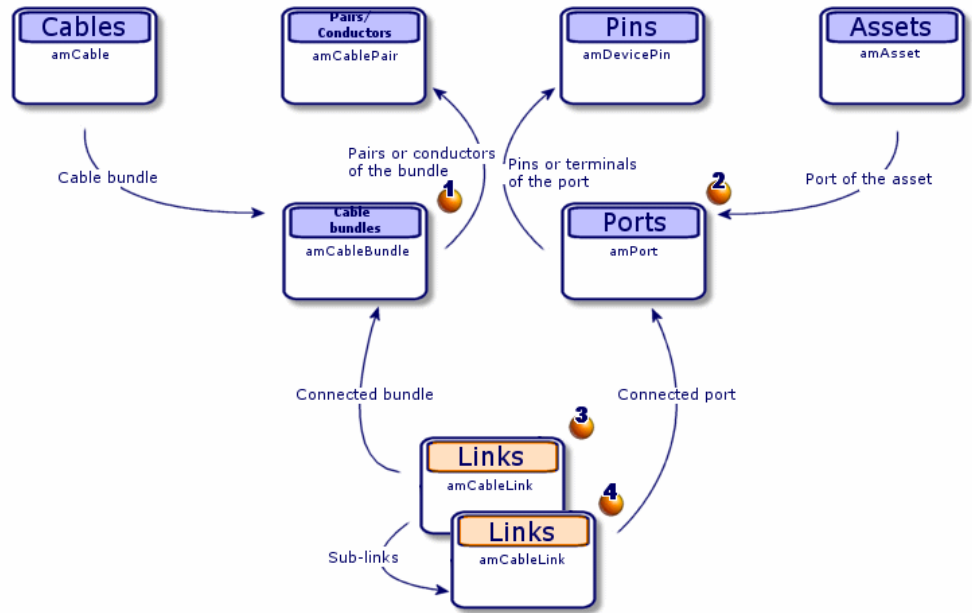 Cables
amCable
Pairs/
Conductors
amCablePair
Pins
amDevicePin
Assets
amAsset
Cable bundle
Pairs or conductors
of the bundle
Pins or terminals
of the port
Port of the asset
1
2
Cable
bundles
amCableBundle
Ports
amPort
Connected bundle
Connected port
3
Links
amCableLink
4
Links
amCableLink
Sub-links